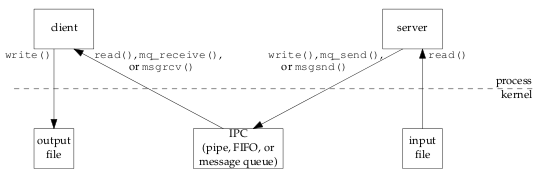 client
server
write()
read(),mq_receive(),
or msgrcv()
write(),mq_send(),
or msgsnd()
read()
process
kernel
output
file
IPC
(pipe, FIFO, or
message queue)
input
file